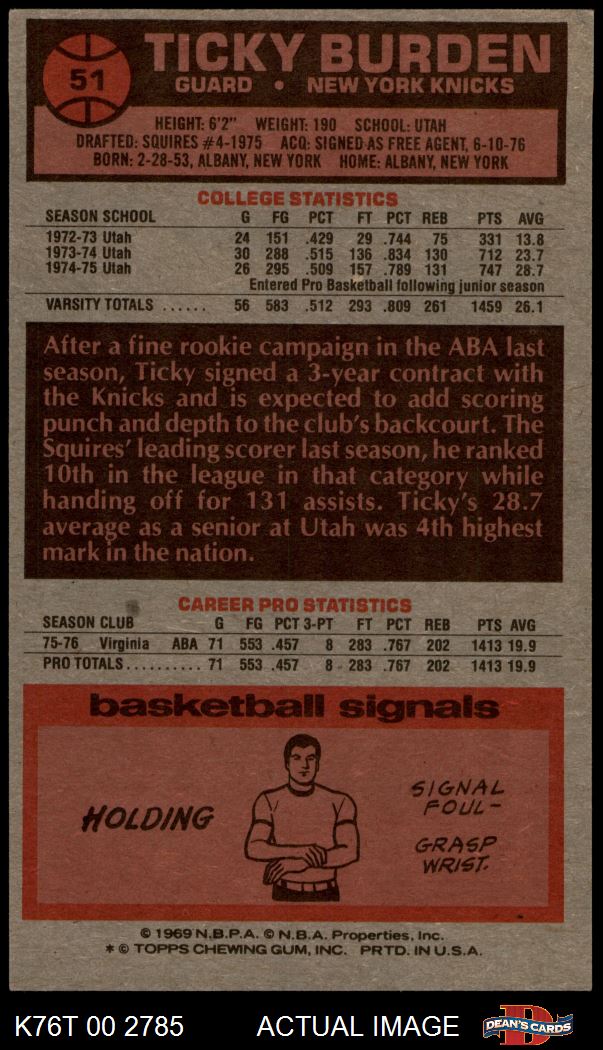 51
TICKY BURDEN
GUARD • NEW YORK KNICKS
HEIGHT: 6'2" WEIGHT: 190 SCHOOL: UTAH
DRAFTED: SQUIRES #4-1975 ACQ: SIGNED AS FREE AGENT, 6-10-76
BORN: 2-28-53, ALBANY, NEW YORK HOME: ALBANY, NEW YORK
COLLEGE STATISTICS
SEASON SCHOOL G FG PCT FT PCT REB PTS AVG
1972-73 Utah 24 151 .429 29 .744 75 331 13.8
1973-74 Utah 30 288 .515 136 .834 130 712 23.7
1974-75 Utah 26 295 .509 157 .789 131 747 28.7
Entered Pro Basketball following junior season
VARSITY TOTALS ...... 56 583 .512 293 .809 261 1459 26.1
After a fine rookie campaign in the ABA last
season, Ticky signed a 3-year contract with
the Knicks and is expected to add scoring
punch and depth to the club's backcourt. The
Squires' leading scorer last season, he ranked
10th in the league in that category while
handing off for 131 assists. Ticky's 28.7
average as a senior at Utah was 4th highest
mark in the nation.
CAREER PRO STATISTICS
SEASON CLUB G FG PCT 3-PT FT PCT REB PTS AVG
75-76 Virginia ABA 71 553 .457 8 283 .767 202 1413 19.9
PRO TOTALS.......... 71 553 .457 8 283 .767 202 1413 19.9
basketball signals
HOLDING
SIGNAL
FOUL-
GRASP
WRIST.
© 1969 N.B.P.A. © N.B.A. Properties, Inc.
* © TOPPS CHEWING GUM, INC. PRTD. IN U.S.A.
K76T 00 2785 ACTUAL IMAGE
D
DEAN'S CARDS